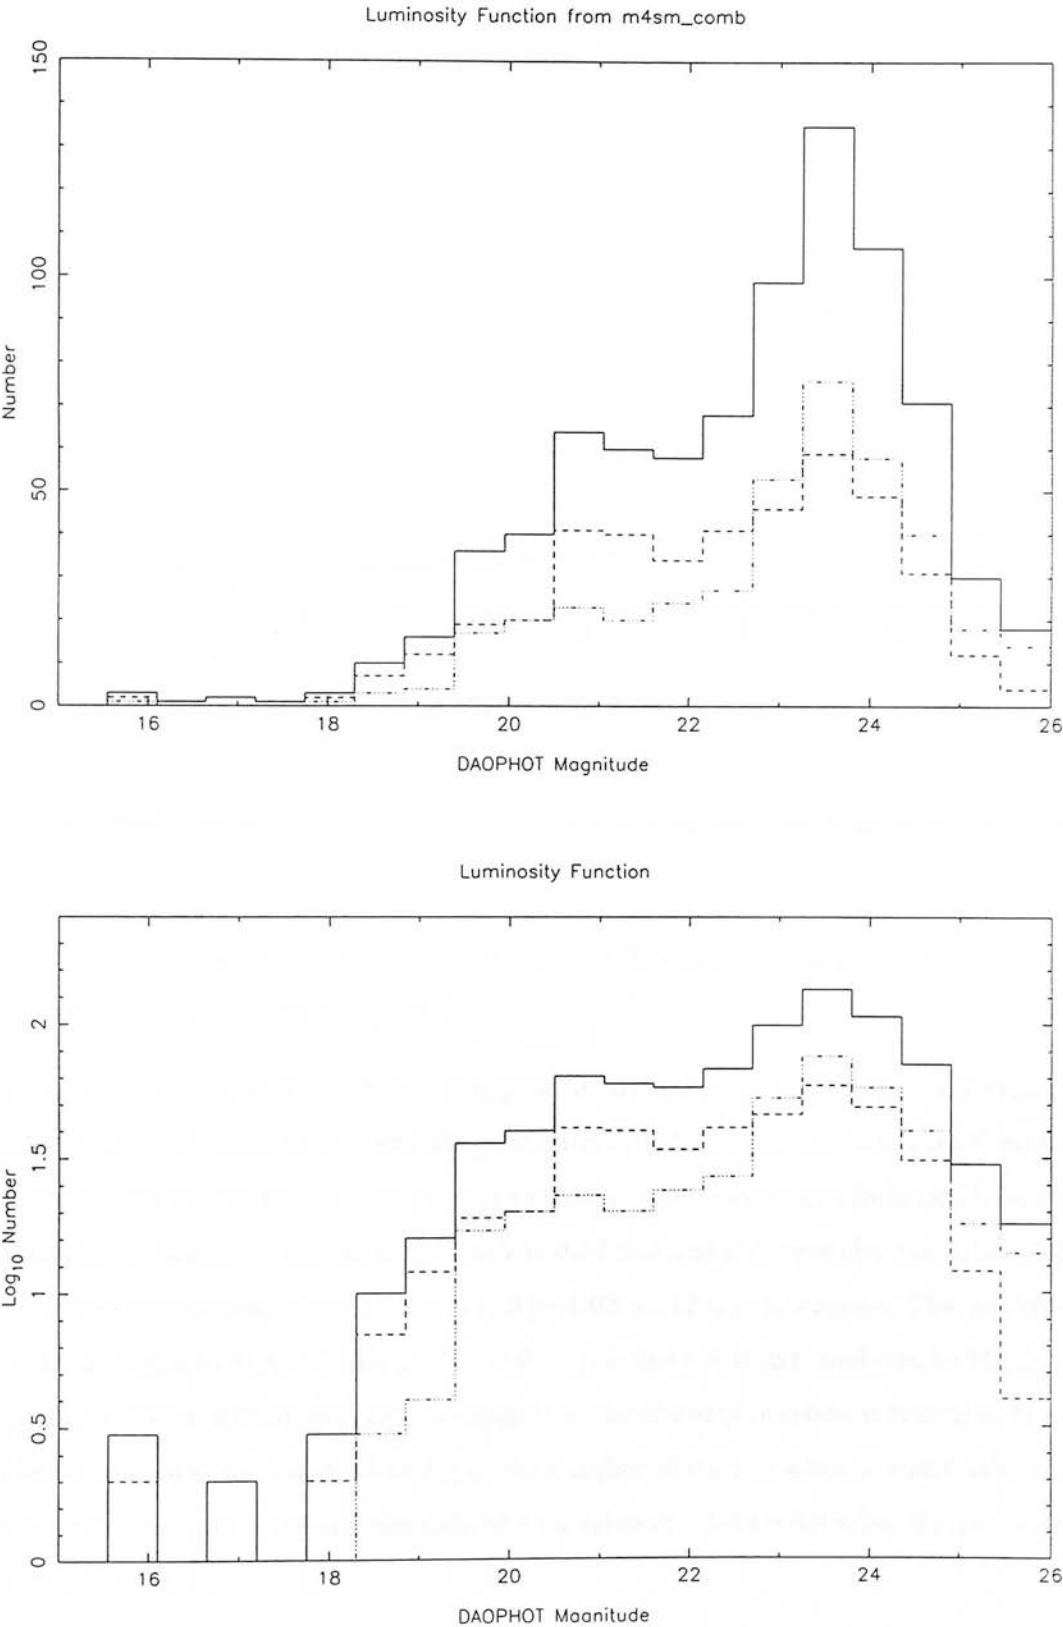 Luminosity Function from m4sm_comb
150
100
50
0
Number
16 18 20 22 24 26
DAOPHOT Magnitude
Luminosity Function
2
1.5
1
0.5
0
Log10 Number
16 18 20 22 24 26
DAOPHOT Magnitude